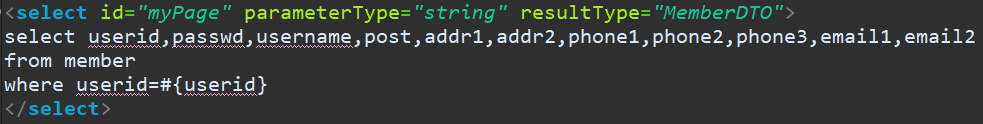 <select id="myPage" parameterType="string" resultType="MemberDTO">
select userid,passwd,username,post,addr1,addr2,phone1,phone2,phone3,email1,email2
from member
where userid=#{userid}
</select>